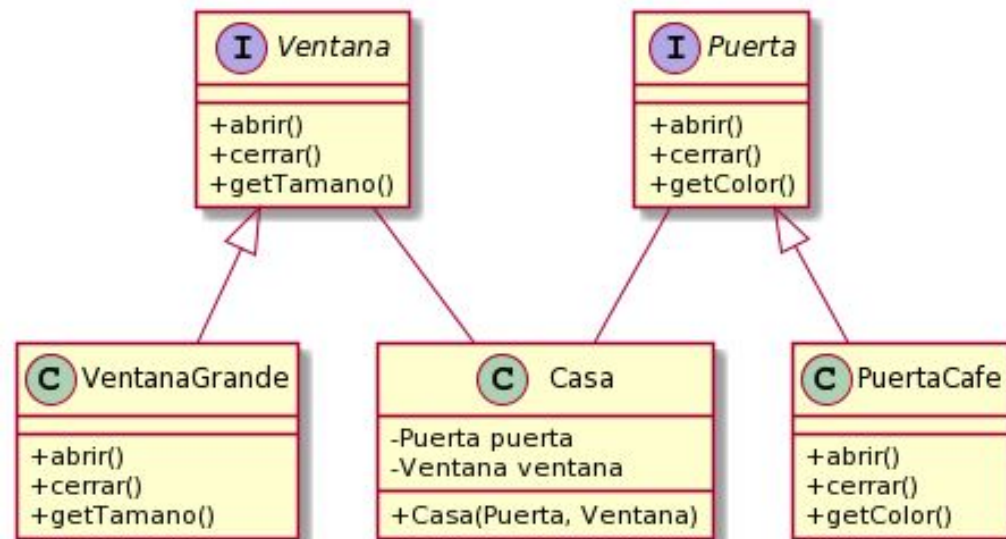 I Ventana
+abrir()
+cerrar()
+getTamano()
I Puerta
+abrir()
+cerrar()
+getColor()
C VentanaGrande
+abrir()
+cerrar()
+getTamano()
C Casa
-Puerta puerta
-Ventana ventana
+Casa(Puerta, Ventana)
C PuertaCafe
+abrir()
+cerrar()
+getColor()